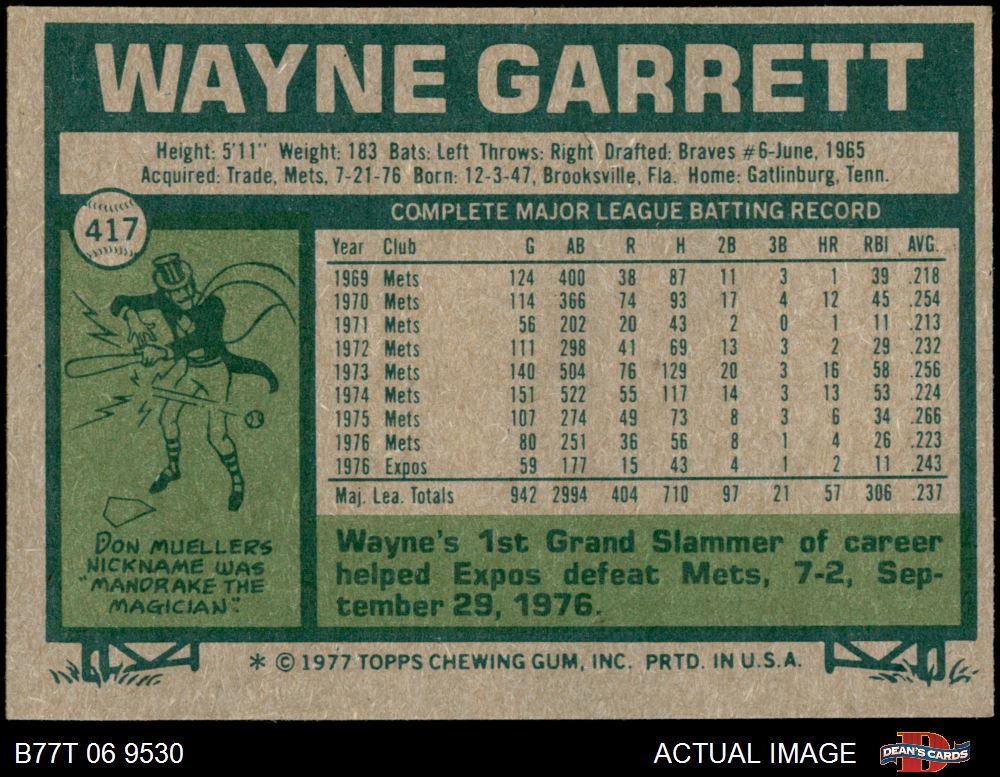 WAYNE GARRETT
Height: 5'11" Weight: 183 Bats: Left Throws: Right Drafted: Braves #6-June, 1965
Acquired: Trade, Mets, 7-21-76 Born: 12-3-47, Brooksville, Fla. Home: Gatlinburg, Tenn.
417
COMPLETE MAJOR LEAGUE BATTING RECORD
Year Club G AB R H 2B 3B HR RBI AVG.
1969 Mets 124 400 38 87 11 3 1 39 .218
1970 Mets 114 366 74 93 17 4 12 45 .254
1971 Mets 56 202 20 43 2 0 1 11 .213
1972 Mets 111 298 41 69 13 3 2 29 .232
1973 Mets 140 504 76 129 20 3 16 58 .256
1974 Mets 151 522 55 117 14 3 13 53 .224
1975 Mets 107 274 49 73 8 3 6 34 .266
1976 Mets 80 251 36 56 8 1 4 26 .223
1976 Expos 59 177 15 43 4 1 2 11 .243
Maj. Lea. Totals 942 2994 404 710 97 21 57 306 .237
DON MUELLERS
NICKNAME WAS
"MANDRAKE THE
MAGICIAN".
Wayne's 1st Grand Slammer of career
helped Expos defeat Mets, 7-2, Sep-
tember 29, 1976.
* © 1977 TOPPS CHEWING GUM, INC. PRTD. IN U.S.A.
B77T 06 9530
ACTUAL IMAGE
DEAN'S CARDS